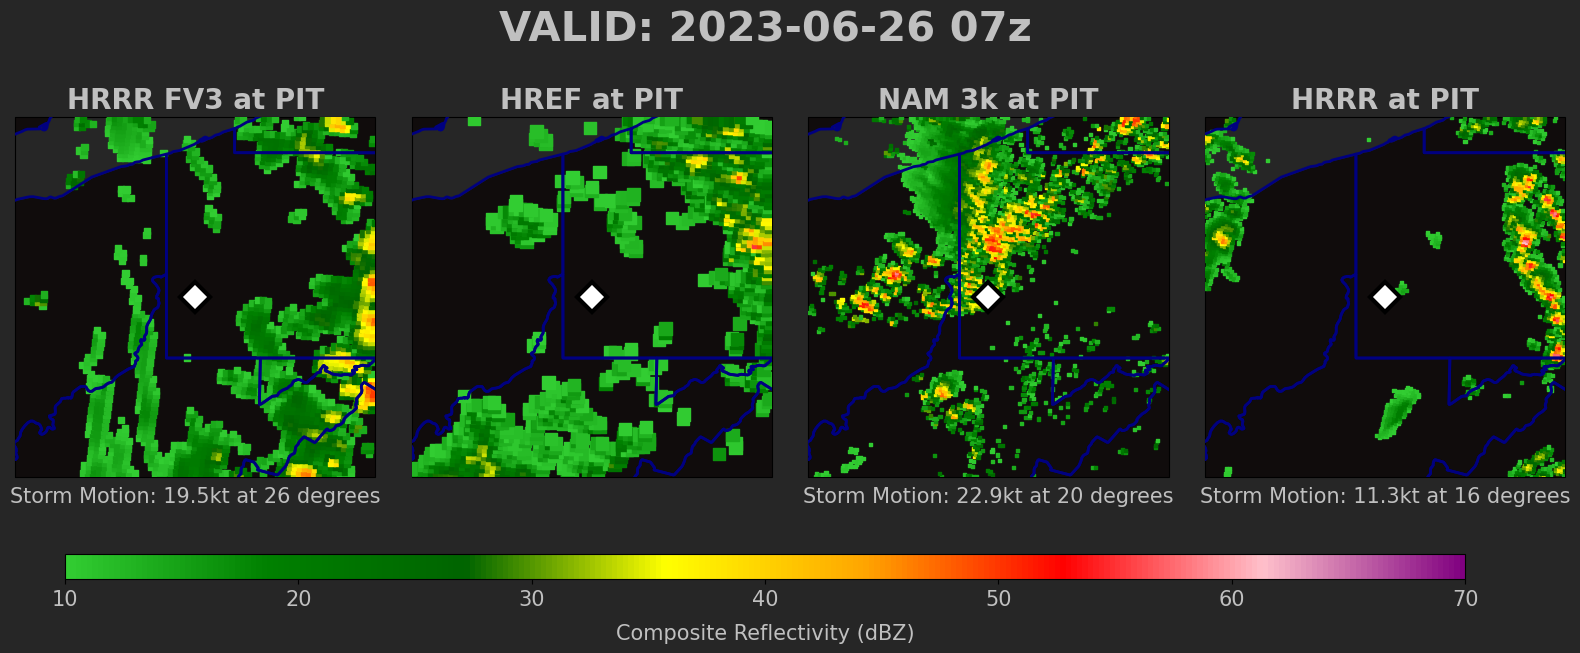 VALID: 2023-06-26 07z
HRRR FV3 at PIT
HREF at PIT
NAM 3k at PIT
HRRR at PIT
Storm Motion: 19.5kt at 26 degrees
Storm Motion: 22.9kt at 20 degrees
Storm Motion: 11.3kt at 16 degrees
10 20 30 40 50 60 70
Composite Reflectivity (dBZ)